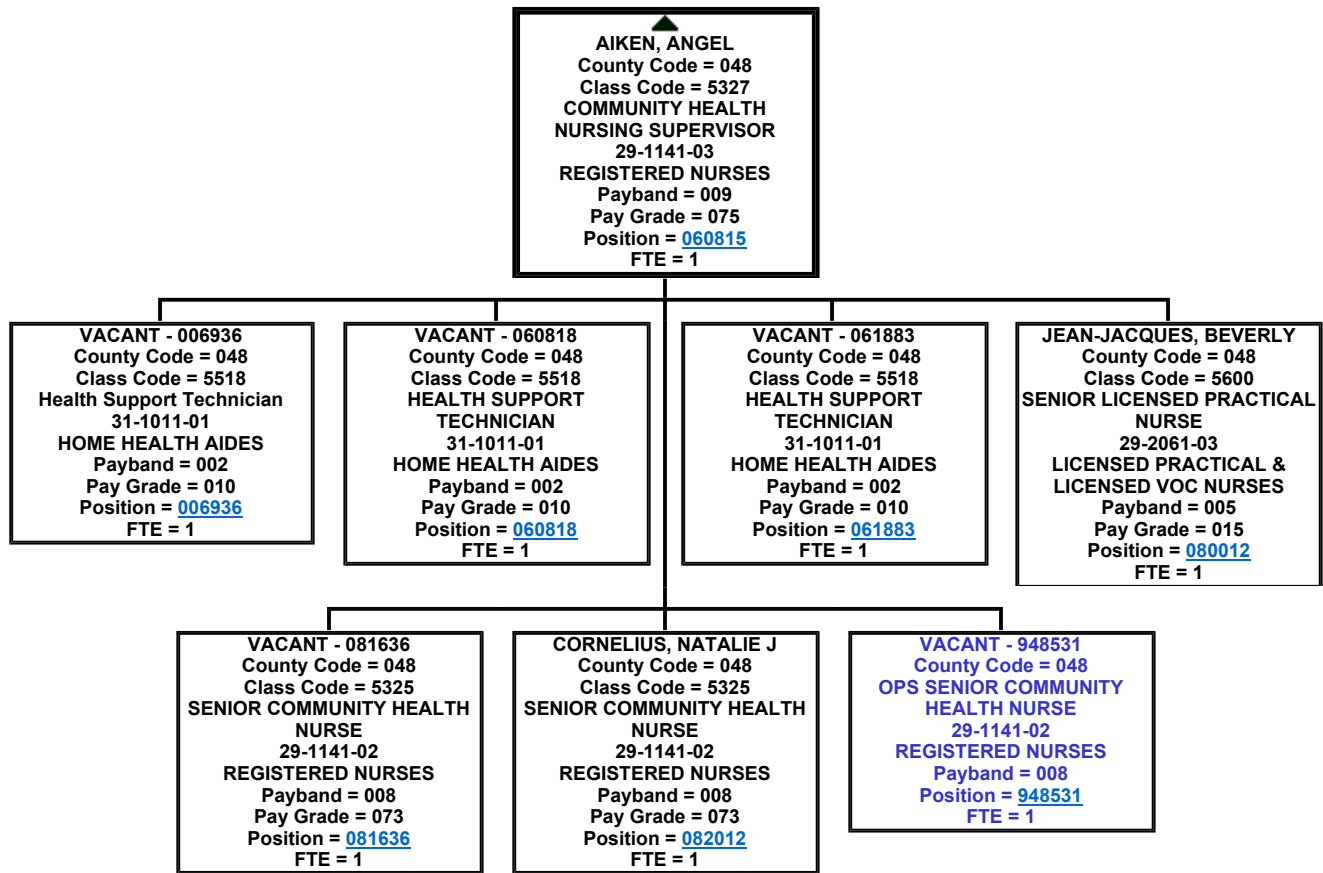 AIKEN, ANGEL
County Code = 048
Class Code = 5327
COMMUNITY HEALTH
NURSING SUPERVISOR
29-1141-03
REGISTERED NURSES
Payband = 009
Pay Grade = 075
Position = 060815
FTE = 1
VACANT - 006936
County Code = 048
Class Code = 5518
Health Support Technician
31-1011-01
HOME HEALTH AIDES
Payband = 002
Pay Grade = 010
Position = 006936
FTE = 1
VACANT - 060818
County Code = 048
Class Code = 5518
HEALTH SUPPORT
TECHNICIAN
31-1011-01
HOME HEALTH AIDES
Payband = 002
Pay Grade = 010
Position = 060818
FTE = 1
VACANT - 061883
County Code = 048
Class Code = 5518
HEALTH SUPPORT
TECHNICIAN
31-1011-01
HOME HEALTH AIDES
Payband = 002
Pay Grade = 010
Position = 061883
FTE = 1
JEAN-JACQUES, BEVERLY
County Code = 048
Class Code = 5600
SENIOR LICENSED PRACTICAL
NURSE
29-2061-03
LICENSED PRACTICAL &
LICENSED VOC NURSES
Payband = 005
Pay Grade = 015
Position = 080012
FTE = 1
VACANT - 081636
County Code = 048
Class Code = 5325
SENIOR COMMUNITY HEALTH
NURSE
29-1141-02
REGISTERED NURSES
Payband = 008
Pay Grade = 073
Position = 081636
FTE = 1
CORNELIUS, NATALIE J
County Code = 048
Class Code = 5325
SENIOR COMMUNITY HEALTH
NURSE
29-1141-02
REGISTERED NURSES
Payband = 008
Pay Grade = 073
Position = 082012
FTE = 1
VACANT - 948531
County Code = 048
OPS SENIOR COMMUNITY
HEALTH NURSE
29-1141-02
REGISTERED NURSES
Payband = 008
Position = 948531
FTE = 1